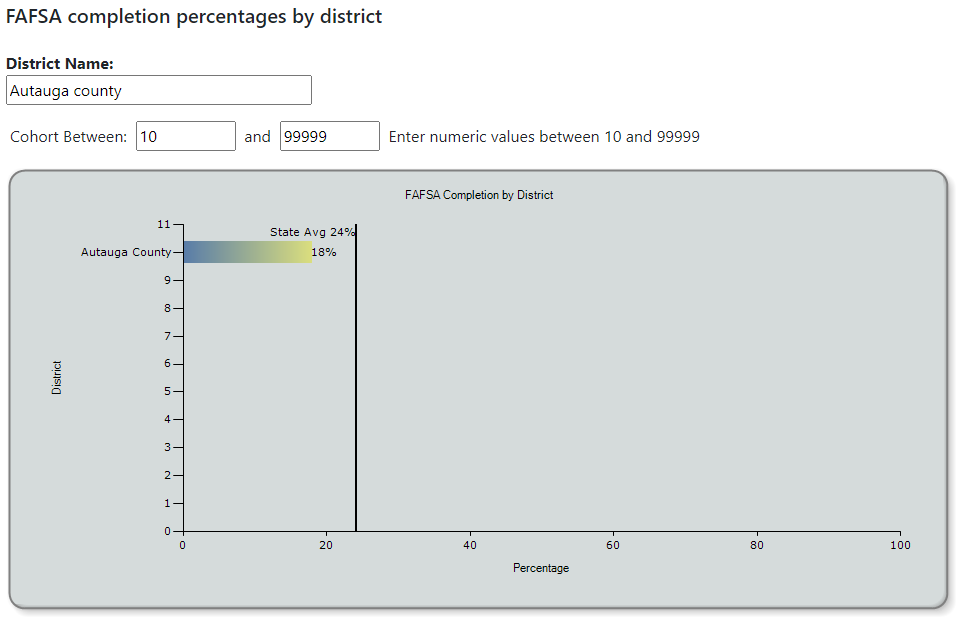 FAFSA completion percentages by district
District Name:
Autauga county
Cohort Between: 10 and 99999 Enter numeric values between 10 and 99999
FAFSA Completion by District
11
State Avg 24%
Autauga County 18%
9
8
7
6
5
4
3
2
1
0
District
0 20 40 60 80 100
Percentage